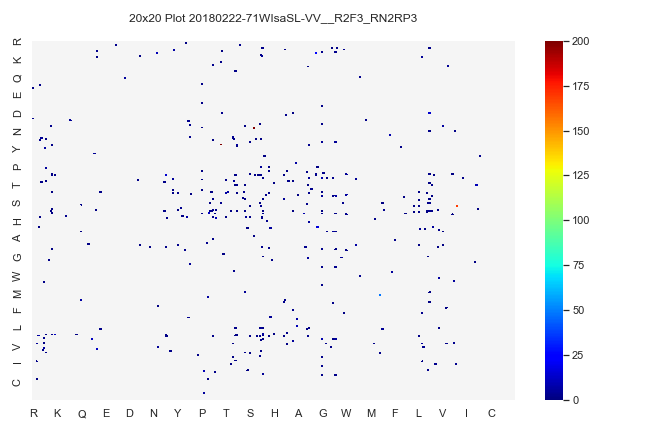 20x20 Plot 20180222-71WIsaSL-VV__R2F3_RN2RP3
R
K
Q
E
D
N
Y
P
T
S
H
A
G
W
M
F
L
V
I
C
R K Q E D N Y P T S H A G W M F L V I C
200
175
150
125
100
75
50
25
0